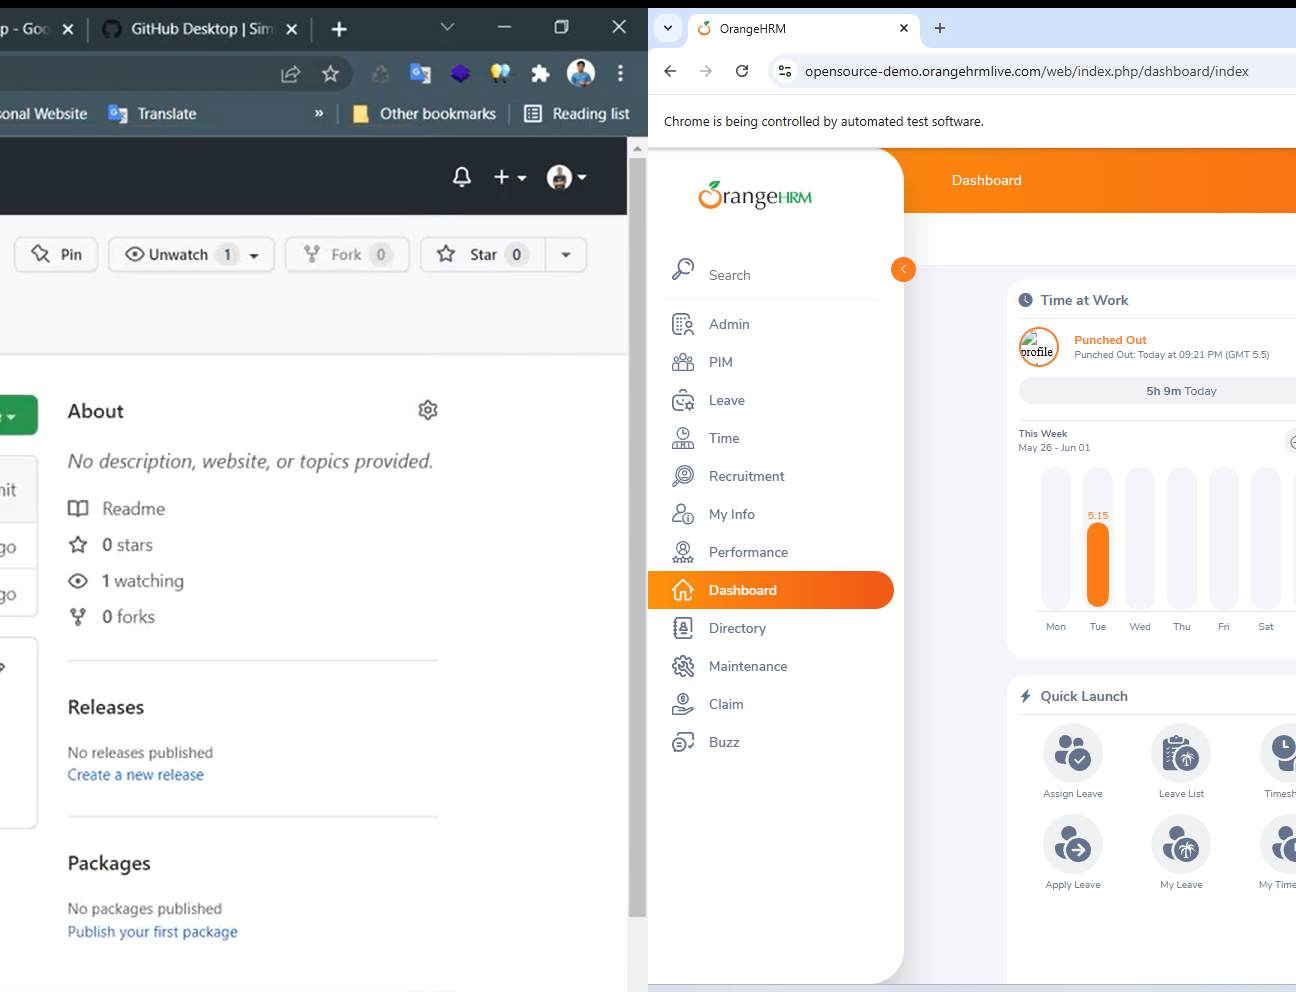 p - Goo
GitHub Desktop | Sim
onal Website
Translate
»
Other bookmarks
Reading list
Pin
Unwatch 1
Fork 0
Star 0
About
No description, website, or topics provided.
Readme
0 stars
1 watching
0 forks
nit
go
go
Releases
No releases published
Create a new release
Packages
No packages published
Publish your first package
OrangeHRM
opensource-demo.orangehrmlive.com/web/index.php/dashboard/index
Chrome is being controlled by automated test software.
OrangeHRM
Dashboard
Search
Admin
PIM
Leave
Time
Recruitment
My Info
Performance
Dashboard
Directory
Maintenance
Claim
Buzz
Time at Work
profile
Punched Out
Punched Out: Today at 09:21 PM (GMT 5.5)
5h 9m Today
This Week
May 26 - Jun 01
5.15
Mon Tue Wed Thu Fri Sat
Quick Launch
Assign Leave
Leave List
Timesh
Apply Leave
My Leave
My Time